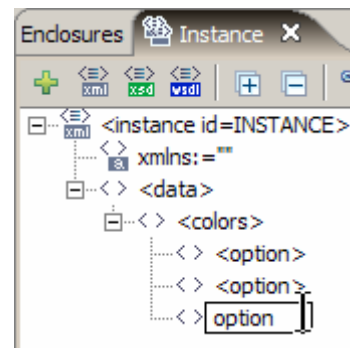 Enclosures Instance
xml xsd wsdl
<instance id=INSTANCE>
xmlns:=""
<data>
<colors>
<option>
<option>
option